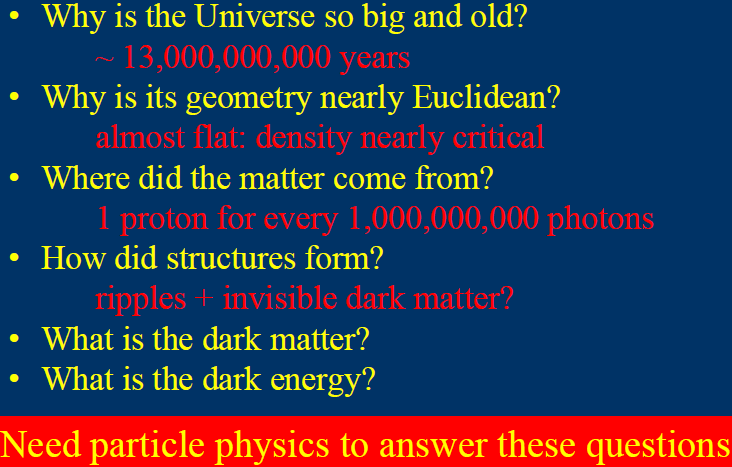 • Why is the Universe so big and old?
~ 13,000,000,000 years
• Why is its geometry nearly Euclidean?
almost flat: density nearly critical
• Where did the matter come from?
1 proton for every 1,000,000,000 photons
• How did structures form?
ripples + invisible dark matter?
• What is the dark matter?
• What is the dark energy?
Need particle physics to answer these questions